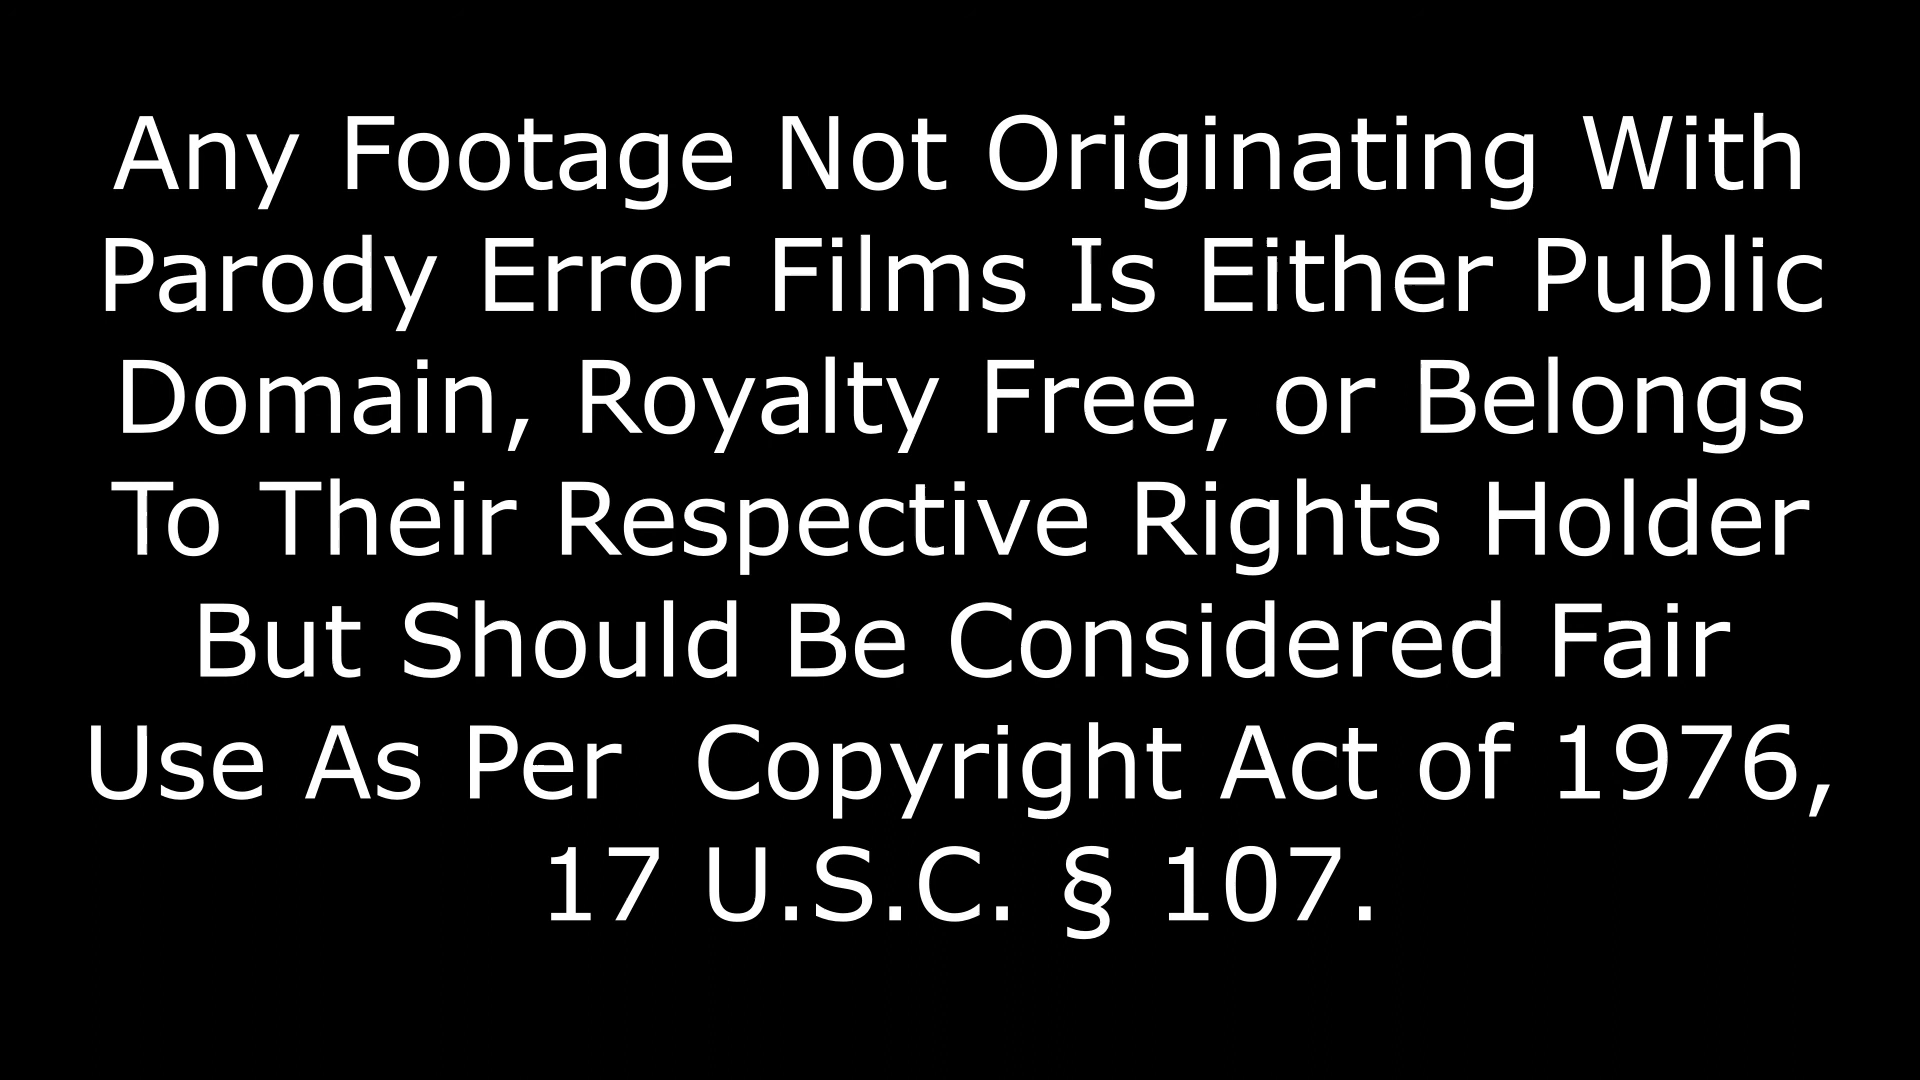 Any Footage Not Originating With
Parody Error Films Is Either Public
Domain, Royalty Free, or Belongs
To Their Respective Rights Holder
But Should Be Considered Fair
Use As Per  Copyright Act of 1976,
17 U.S.C. § 107.